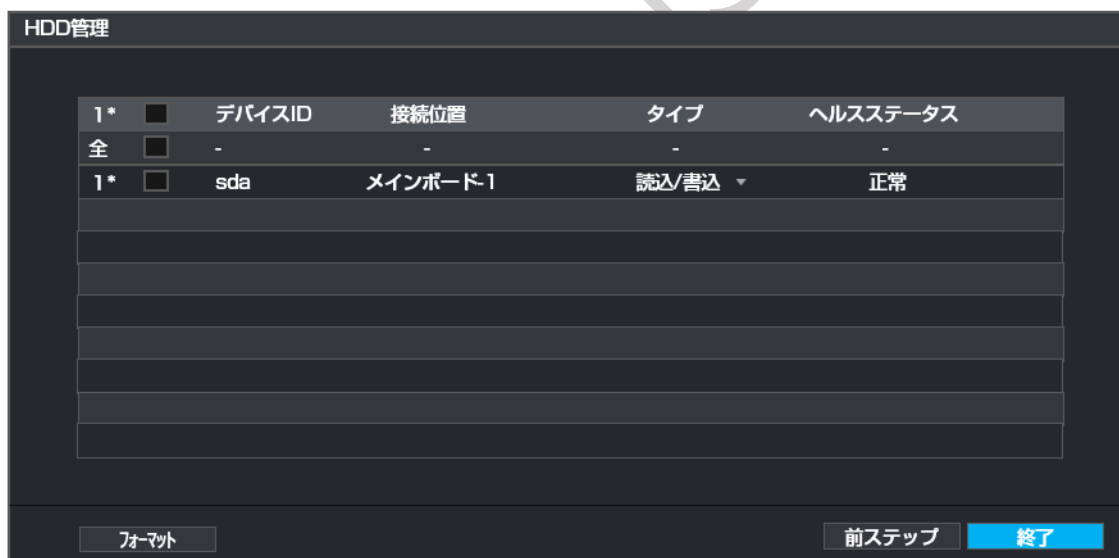 HDD管理
1* デバイスID 接続位置 タイプ ヘルスステータス
全 - - - -
1* sda メインボード-1 読込/書込 正常
フォーマット 前ステップ 終了